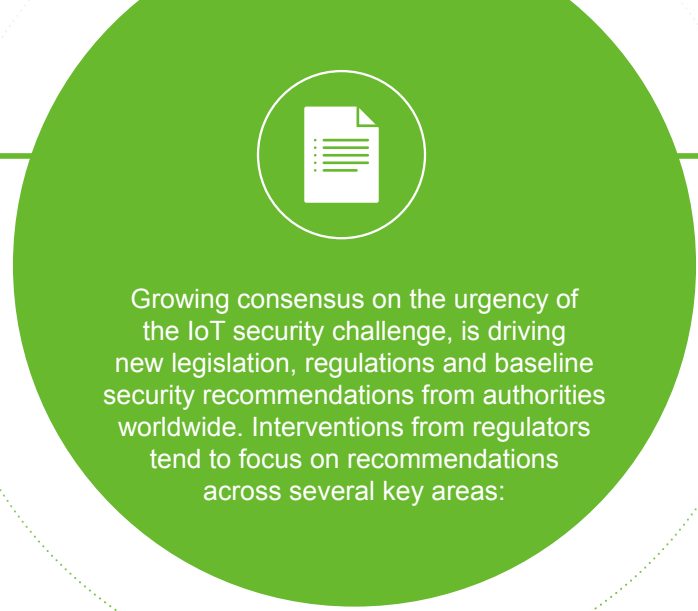 Growing consensus on the urgency of
the IoT security challenge, is driving
new legislation, regulations and baseline
security recommendations from authorities
worldwide. Interventions from regulators
tend to focus on recommendations
across several key areas: